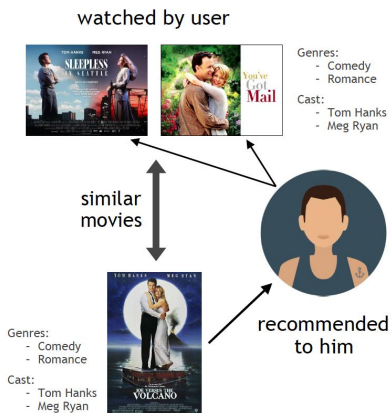 watched by user
TOM HANKS MEG RYAN
SLEEPLESS
IN SEATTLE
You've
Got
Mail
Genres:
- Comedy
- Romance
Cast:
- Tom Hanks
- Meg Ryan
similar
movies
recommended
to him
TOM HANKS MEG RYAN
JOE VERSUS THE
VOLCANO
Genres:
- Comedy
- Romance
Cast:
- Tom Hanks
- Meg Ryan